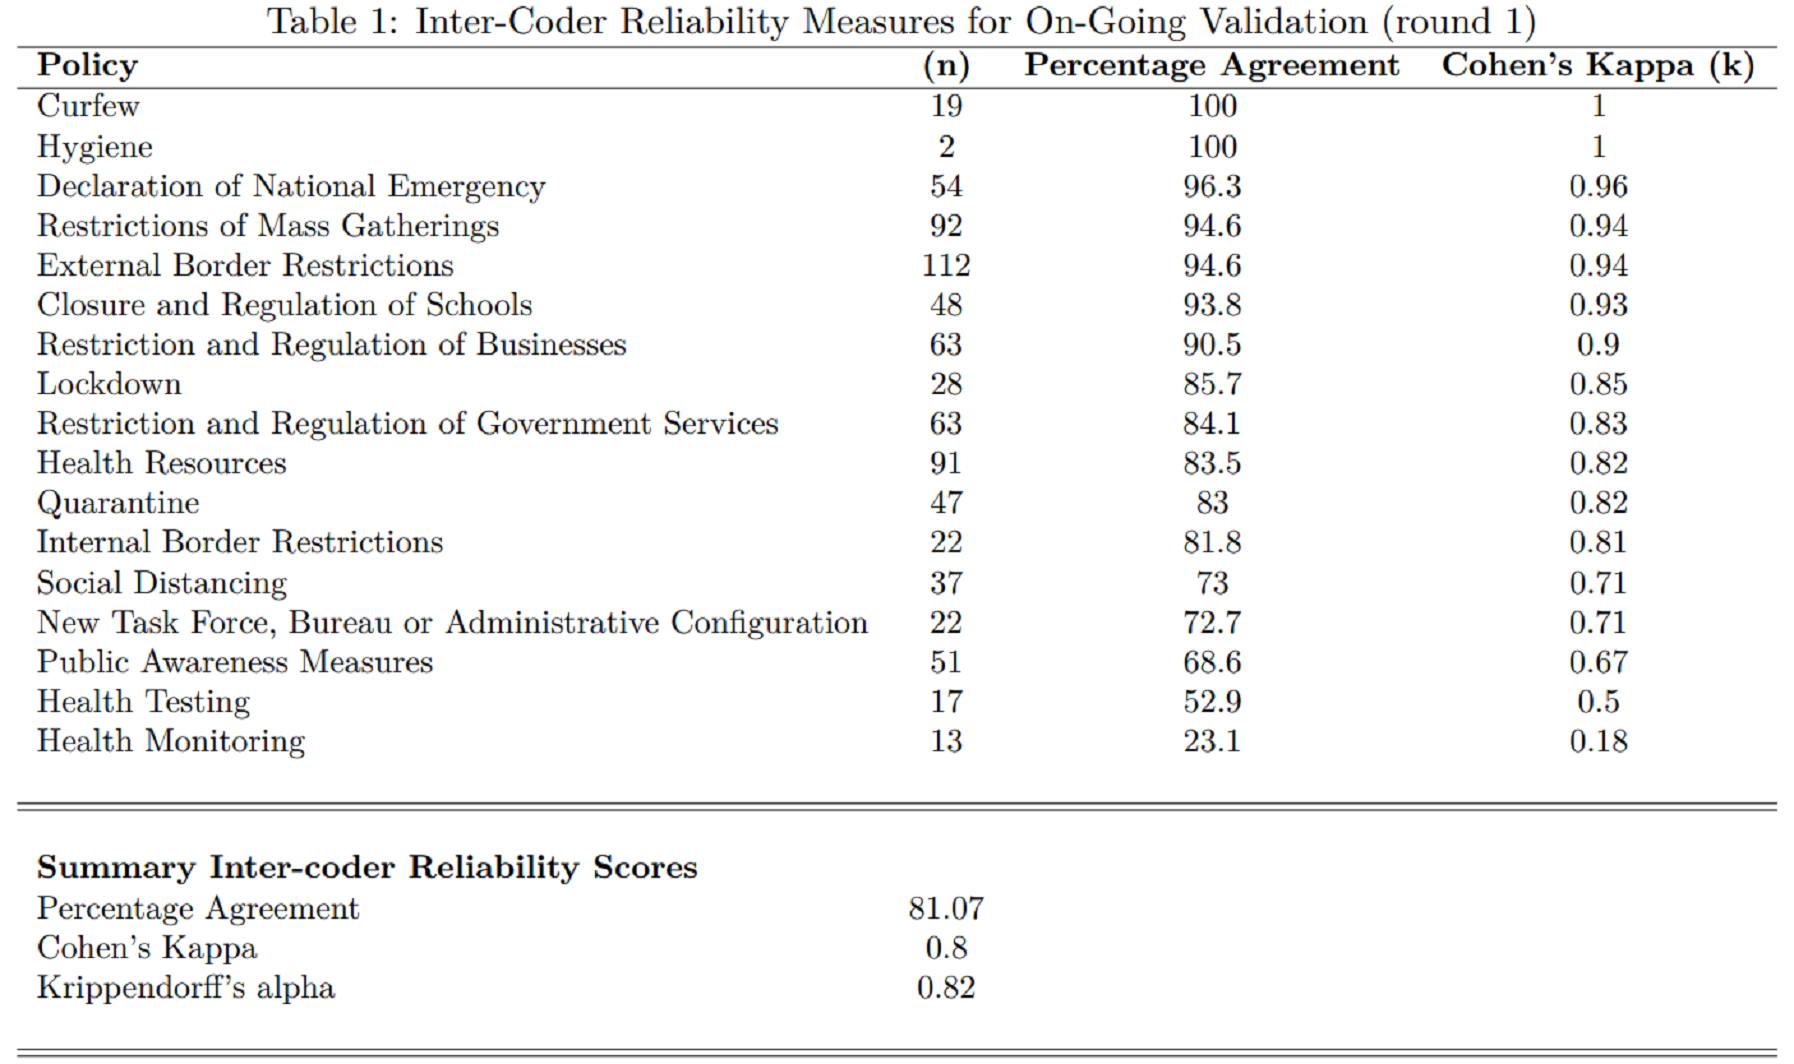 Table 1: Inter-Coder Reliability Measures for On-Going Validation (round 1)
Policy (n) Percentage Agreement Cohen's Kappa (k)
Curfew 19 100 1
Hygiene 2 100 1
Declaration of National Emergency 54 96.3 0.96
Restrictions of Mass Gatherings 92 94.6 0.94
External Border Restrictions 112 94.6 0.94
Closure and Regulation of Schools 48 93.8 0.93
Restriction and Regulation of Businesses 63 90.5 0.9
Lockdown 28 85.7 0.85
Restriction and Regulation of Government Services 63 84.1 0.83
Health Resources 91 83.5 0.82
Quarantine 47 83 0.82
Internal Border Restrictions 22 81.8 0.81
Social Distancing 37 73 0.71
New Task Force, Bureau or Administrative Configuration 22 72.7 0.71
Public Awareness Measures 51 68.6 0.67
Health Testing 17 52.9 0.5
Health Monitoring 13 23.1 0.18
Summary Inter-coder Reliability Scores
Percentage Agreement 81.07
Cohen's Kappa 0.8
Krippendorff's alpha 0.82